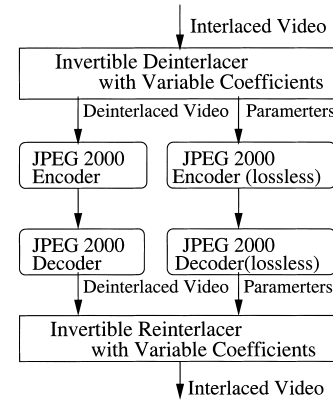 Interlaced Video
Invertible Deinterlacer
with Variable Coefficients
Deinterlaced Video Paramerters
JPEG 2000 JPEG 2000
Encoder Encoder (lossless)
JPEG 2000 JPEG 2000
Decoder Decoder(lossless)
Deinterlaced Video Paramerters
Invertible Reinterlacer
with Variable Coefficients
Interlaced Video